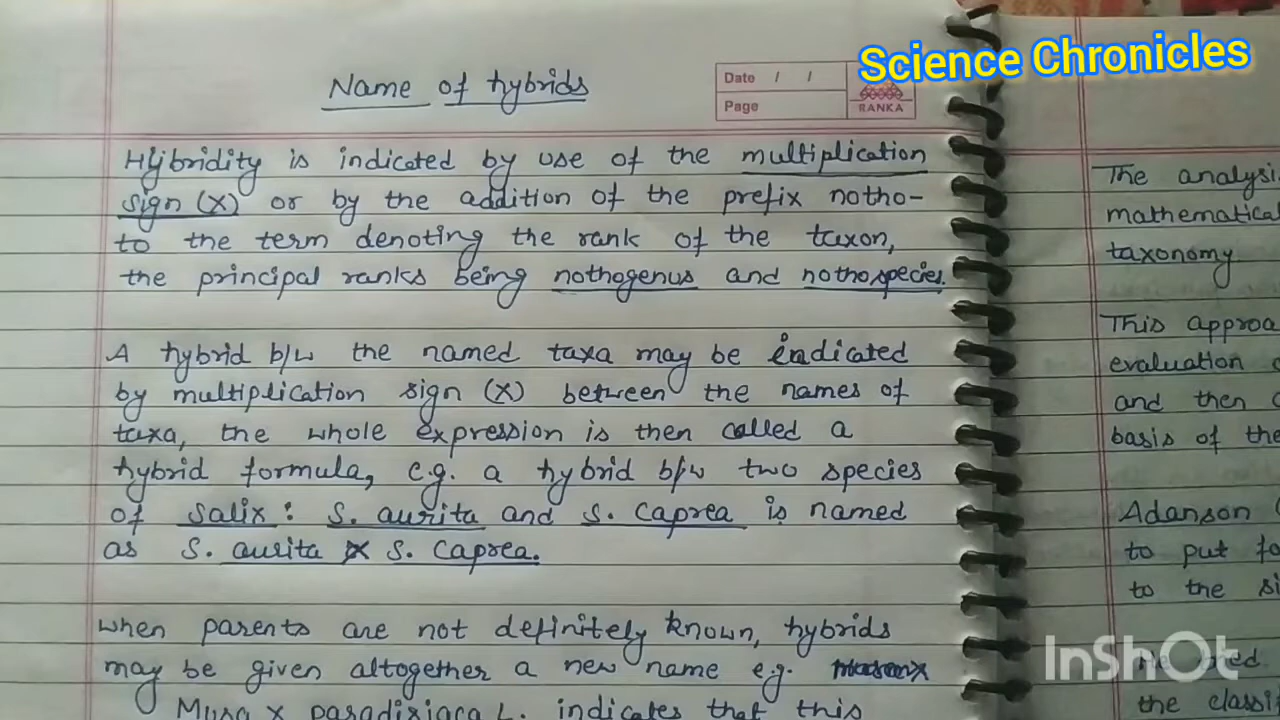 Science Chronicles
Name of hybrids
Date / /
Page
RANKA
Hybridity is indicated by use of the multiplication
sign (X) or by the addition of the prefix notho-
to the term denoting the rank of the taxon,
the principal ranks being nothogenus and nothospecies.
A hybrid b/w the named taxa may be indicated
by multiplication sign (X) between the names of
taxa, the whole expression is then called a
hybrid formula, e.g. a hybrid b/w two species
of Salix: S. aurita and S. Caprea is named
as S. aurita X S. Caprea.
when parents are not definitely known, hybrids
may be given altogether a new name e.g.
Musa x paradisiaca L. indicates that this
The analysi
mathematica
taxonomy
This approa
evaluation
and then
basis of the
Adanson
to put fo
to the si
the classi
InShOt